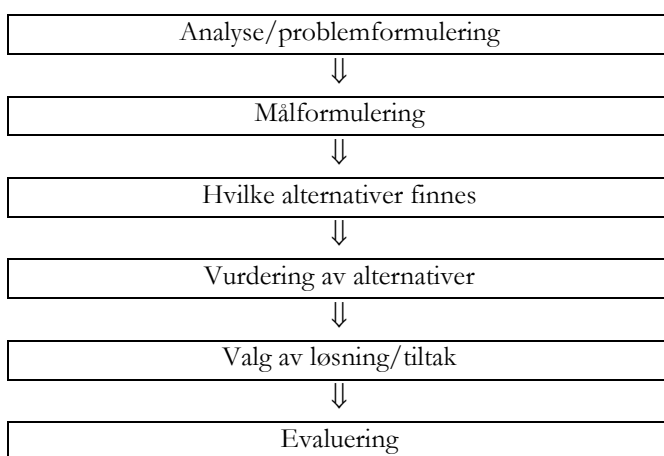 Analyse/problemformulering
⇓
Målformulering
⇓
Hvilke alternativer finnes
⇓
Vurdering av alternativer
⇓
Valg av løsning/tiltak
⇓
Evaluering